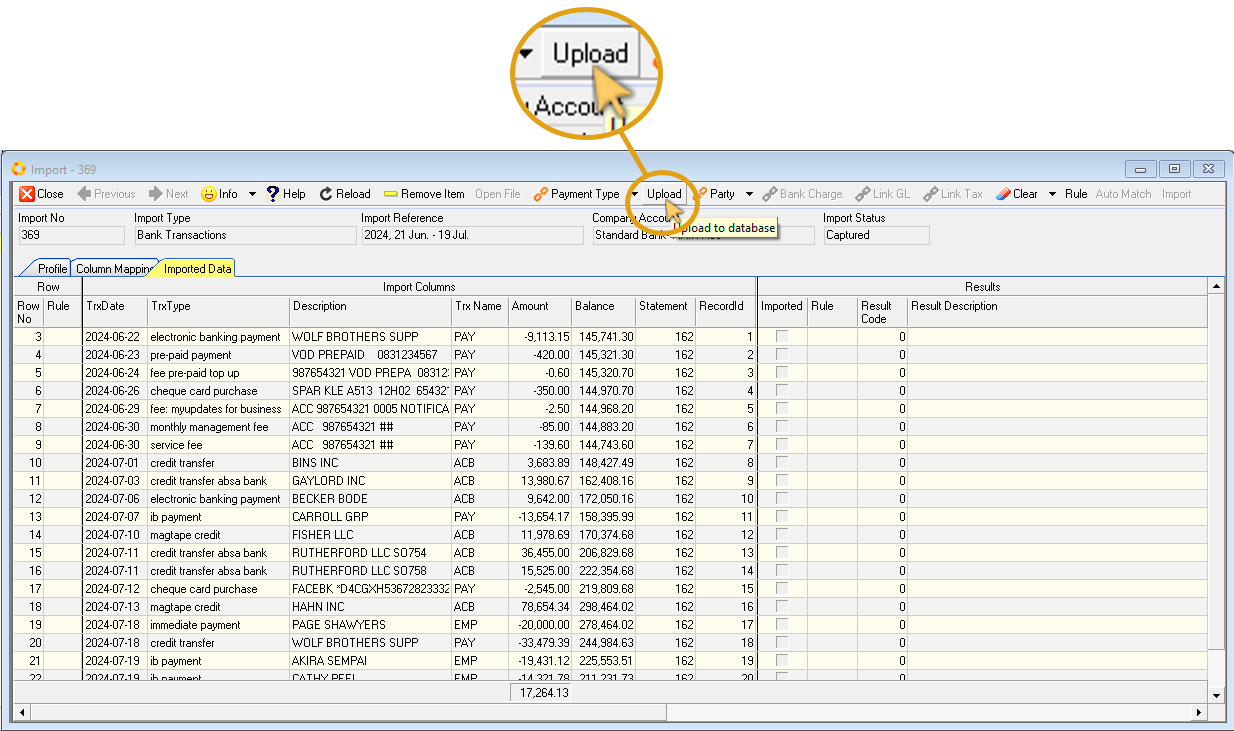 Upload
y Accou
Import - 369
Close Previous Next Info Help Reload Remove Item Open File Payment Type Upload Party Bank Charge Link GL Link Tax Clear Rule Auto Match Import
Import No Import Type Import Reference Company Accou Import Status
369 Bank Transactions 2024, 21 Jun. - 19 Jul. Standard Bank Captured
pload to database
Profile Column Mapping Imported Data
Row Import Columns Results
Row No Rule TrxDate TrxType Description Trx Name Amount Balance Statement RecordId Imported Rule Result Code Result Description
3 2024-06-22 electronic banking payment WOLF BROTHERS SUPP PAY -9,113.15 145,741.30 162 1 0
4 2024-06-23 pre-paid payment VOD PREPAID 0831234567 PAY -420.00 145,321.30 162 2 0
5 2024-06-24 fee pre-paid top up 987654321 VOD PREPA 08312 PAY -0.60 145,320.70 162 3 0
6 2024-06-26 cheque card purchase SPAR KLE A513 12H02 65432 PAY -350.00 144,970.70 162 4 0
7 2024-06-29 fee: myupdates for business ACC 987654321 0005 NOTIFICA PAY -2.50 144,968.20 162 5 0
8 2024-06-30 monthly management fee ACC 987654321 ## PAY -85.00 144,883.20 162 6 0
9 2024-06-30 service fee ACC 987654321 ## PAY -139.60 144,743.60 162 7 0
10 2024-07-01 credit transfer BINS INC ACB 3,683.89 148,427.49 162 8 0
11 2024-07-03 credit transfer absa bank GAYLORD INC ACB 13,980.67 162,408.16 162 9 0
12 2024-07-06 electronic banking payment BECKER BODE ACB 9,642.00 172,050.16 162 10 0
13 2024-07-07 ib payment CARROLL GRP PAY -13,654.17 158,395.99 162 11 0
14 2024-07-10 magtape credit FISHER LLC ACB 11,978.69 170,374.68 162 12 0
15 2024-07-11 credit transfer absa bank RUTHERFORD LLC SO754 ACB 36,455.00 206,829.68 162 13 0
16 2024-07-11 credit transfer absa bank RUTHERFORD LLC SO758 ACB 15,525.00 222,354.68 162 14 0
17 2024-07-12 cheque card purchase FACEBK *D4CGXH53672823332 PAY -2,545.00 219,809.68 162 15 0
18 2024-07-13 magtape credit HAHN INC ACB 78,654.34 298,464.02 162 16 0
19 2024-07-18 immediate payment PAGE SHAWYERS EMP -20,000.00 278,464.02 162 17 0
20 2024-07-18 credit transfer WOLF BROTHERS SUPP PAY -33,479.39 244,984.63 162 18 0
21 2024-07-19 ib payment AKIRA SEMPAI EMP -19,431.12 225,553.51 162 19 0
22 2024-07-19 ib payment CATHY PEEL EMP -14,321.78 211,231.73 162 20 0
17,264.13